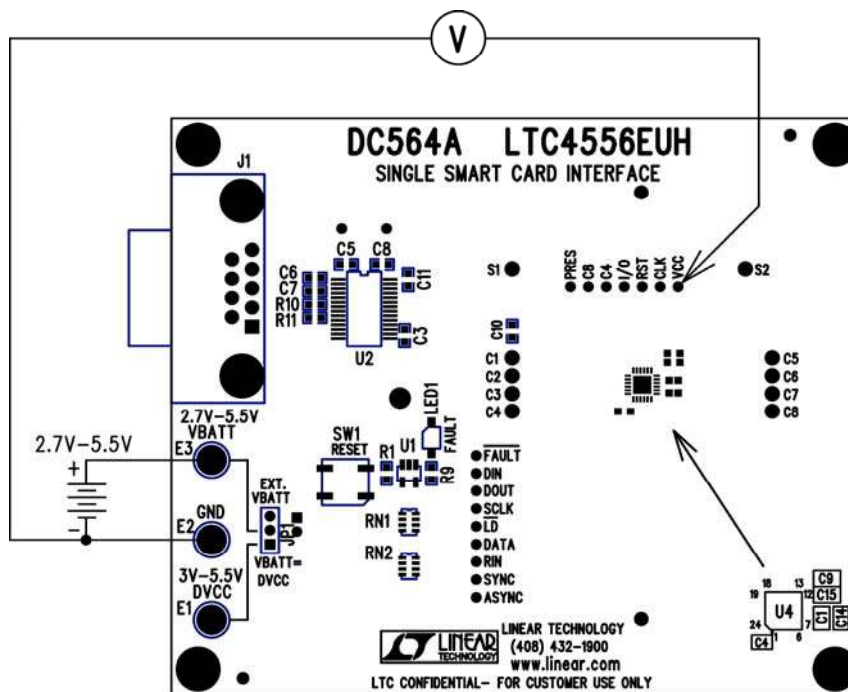 V
DC564A LTC4556EUH
SINGLE SMART CARD INTERFACE
J1
C5 C8
C6
C7
R10
R11
C11
C3
U2
S1
PRES
C8
C4
I/O
RST
CLK
VCC
S2
C10
C1
C2
C3
C4
C5
C6
C7
C8
LED1
FAULT
2.7V-5.5V
VBATT
E3
2.7V-5.5V
+
-
SW1
RESET
R1
U1
R9
EXT.
VBATT
GND
E2
JP1
VBATT=
DVCC
RN1
RN2
3V-5.5V
DVCC
E1
FAULT
DIN
DOUT
SCLK
LD
DATA
RIN
SYNC
ASYNC
18 13
19 12
U4
24 7
1 6
C9
C15
C1
C14
C4
LT LINEAR
TECHNOLOGY
LINEAR TECHNOLOGY
(408) 432-1900
www.linear.com
LTC CONFIDENTIAL- FOR CUSTOMER USE ONLY